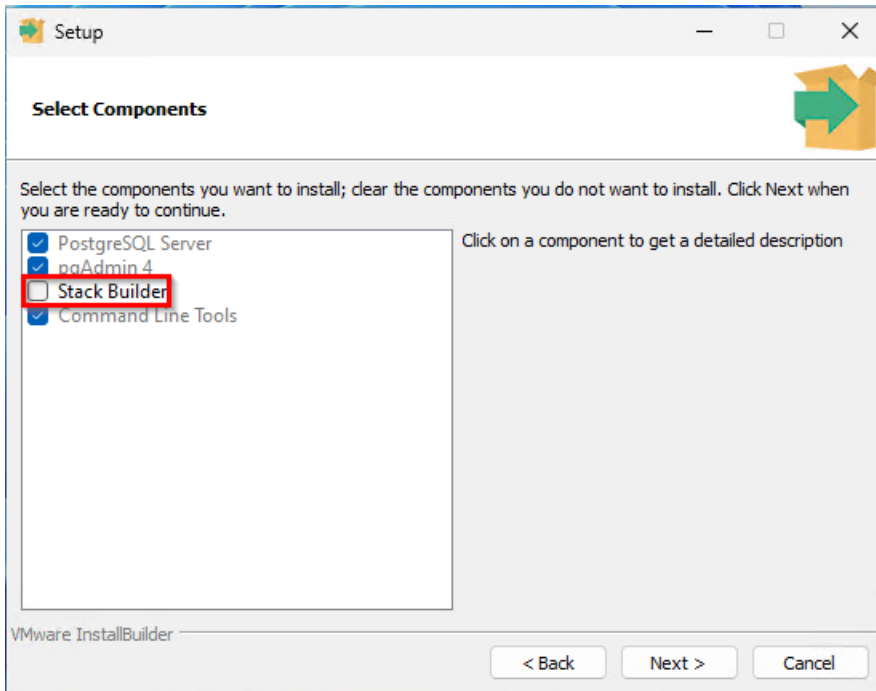 Setup
Select Components
Select the components you want to install; clear the components you do not want to install. Click Next when
you are ready to continue.
PostgreSQL Server
pgAdmin 4
Stack Builder
Command Line Tools
Click on a component to get a detailed description
VMware InstallBuilder
< Back
Next >
Cancel